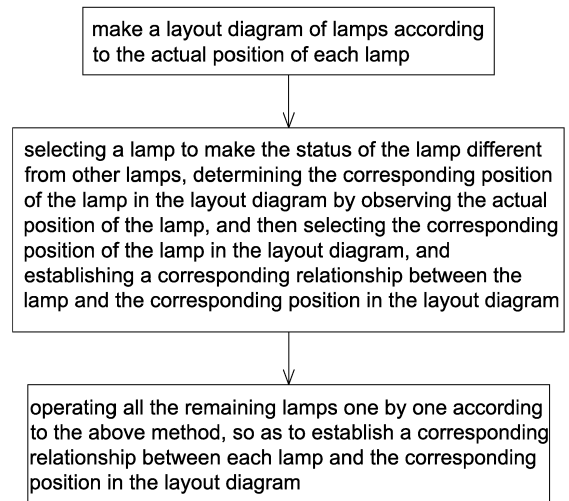 make a layout diagram of lamps according
to the actual position of each lamp
selecting a lamp to make the status of the lamp different
from other lamps, determining the corresponding position
of the lamp in the layout diagram by observing the actual
position of the lamp, and then selecting the corresponding
position of the lamp in the layout diagram, and
establishing a corresponding relationship between the
lamp and the corresponding position in the layout diagram
operating all the remaining lamps one by one according
to the above method, so as to establish a corresponding
relationship between each lamp and the corresponding
position in the layout diagram